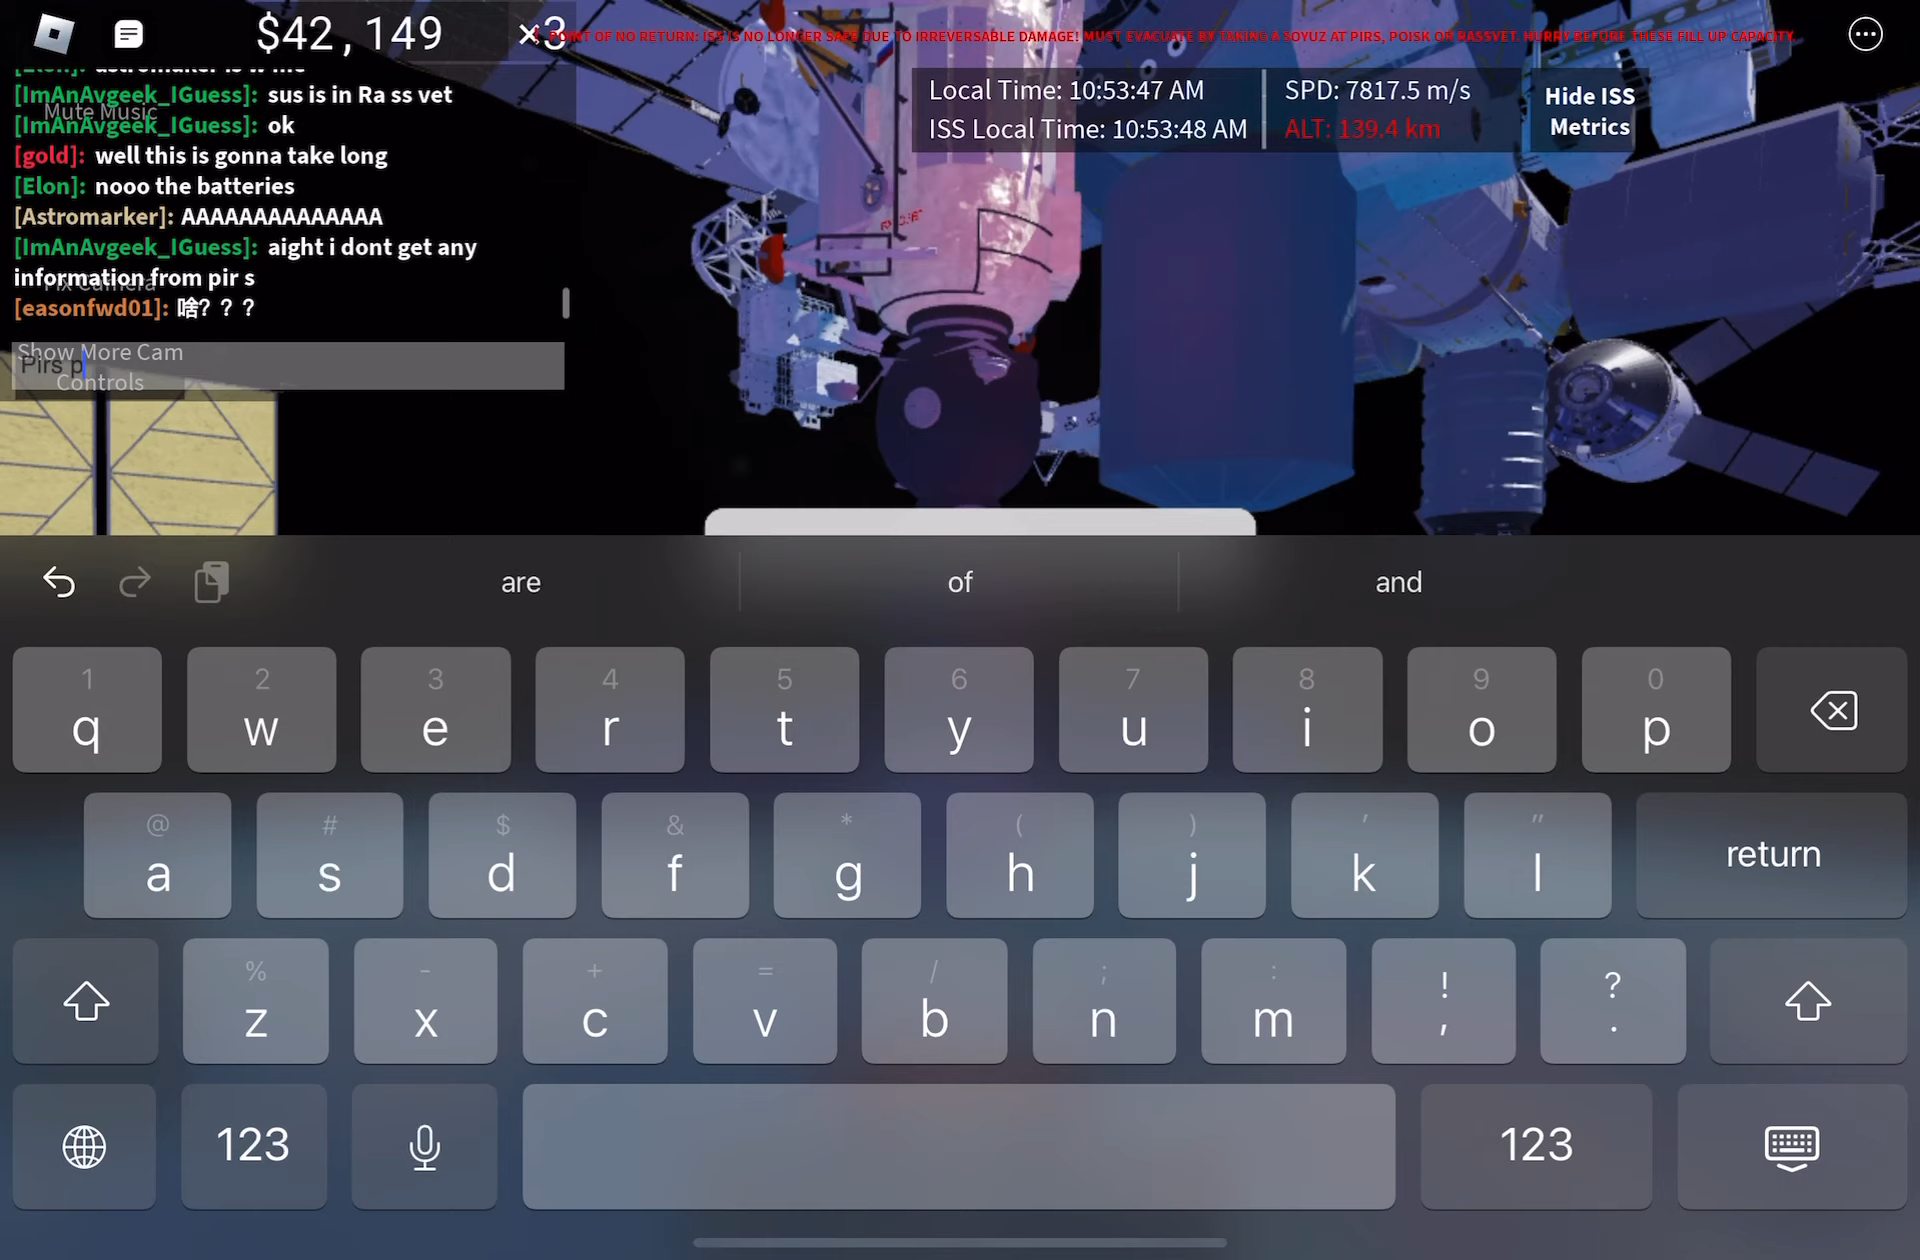 $42,149
×3
POINT OF NO RETURN: ISS IS NO LONGER SAFE DUE TO IRREVERSABLE DAMAGE! MUST EVACUATE BY TAKING A SOYUZ AT PIRS, POISK OR RASSVET. HURRY BEFORE THESE FILL UP CAPACITY.
Local Time: 10:53:47 AM
SPD: 7817.5 m/s
ISS Local Time: 10:53:48 AM
ALT: 139.4 km
Hide ISS
Metrics
[ImAnAvgeek_IGuess]: sus is in Ra ss vet
Mute Music
[ImAnAvgeek_IGuess]: ok
[gold]: well this is gonna take long
[Elon]: nooo the batteries
[Astromarker]: AAAAAAAAAAAAAA
[ImAnAvgeek_IGuess]: aight i dont get any
information from pir s
Fix Camera
[easonfwd01]: 啥? ? ?
Show More Cam
Controls
Pirs p
are
of
and
1 2 3 4 5 6 7 8 9 0
q w e r t y u i o p
@ # $ & * ( ) ' "
a s d f g h j k l return
% - + = / ; : ! ?
z x c v b n m , .
123
123